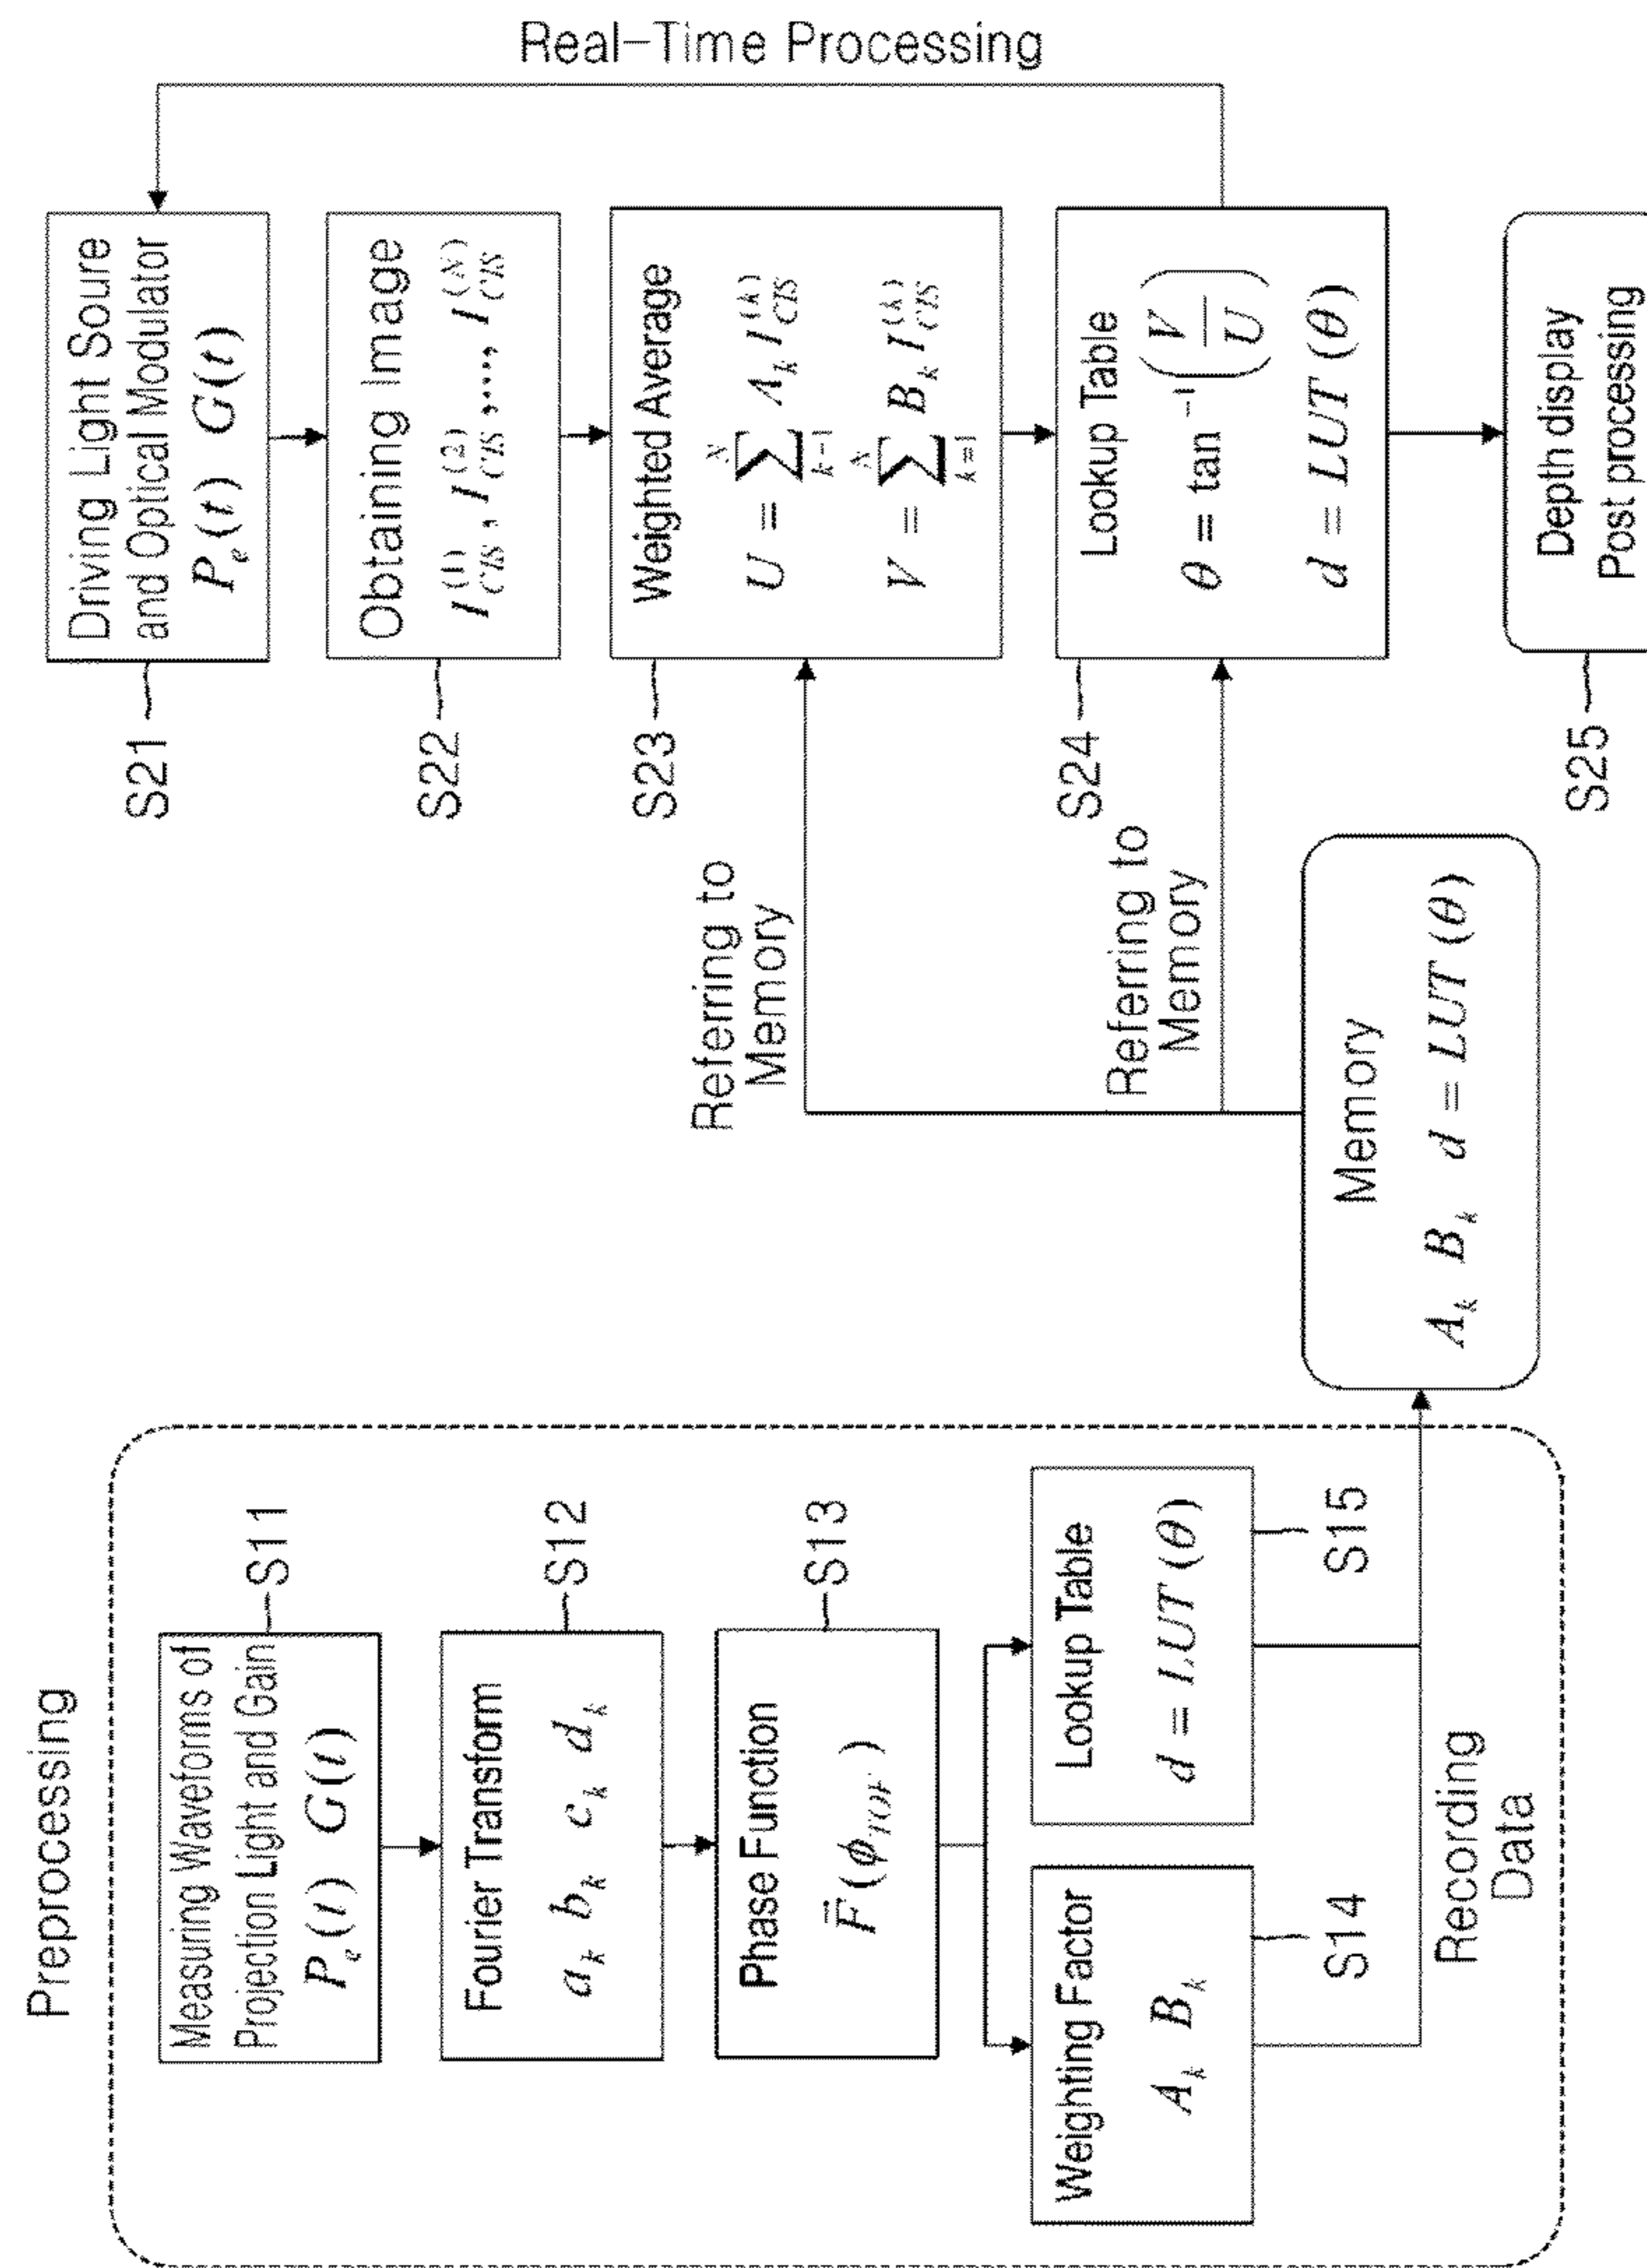 Preprocessing
Measuring Waveforms of
Projection Light and Gain
P_e(t) G(t)
S11
Fourier Transform
a_k b_k c_k d_k
S12
Phase Function
F̄(ϕ_TOF)
S13
Weighting Factor
A_k B_k
S14
Lookup Table
d = LUT (θ)
S15
Recording
Data
Memory
A_k B_k d = LUT (θ)
Referring to
Memory
Referring to
Memory
Real-Time Processing
S21
Driving Light Soure
and Optical Modulator
P_e(t) G(t)
S22
Obtaining Image
I_CIS^(1), I_CIS^(2),..., I_CIS^(N)
S23
Weighted Average
U = ∑_{k=1}^{N} A_k I_CIS^(k)
V = ∑_{k=1}^{N} B_k I_CIS^(k)
S24
Lookup Table
θ = tan⁻¹(V/U)
d = LUT (θ)
S25
Depth display
Post processing